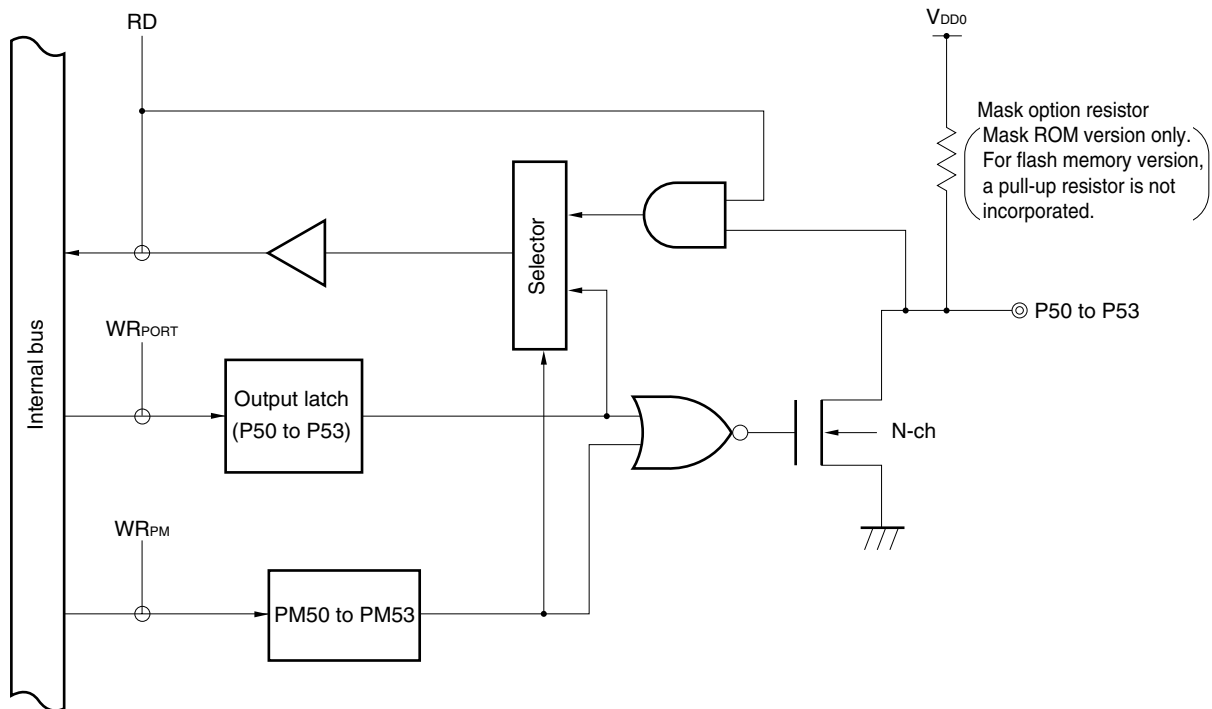 RD
VDD0
Mask option resistor
Mask ROM version only.
For flash memory version,
a pull-up resistor is not
incorporated.
Internal bus
Selector
P50 to P53
WRPORT
Output latch
(P50 to P53)
N-ch
WRPM
PM50 to PM53